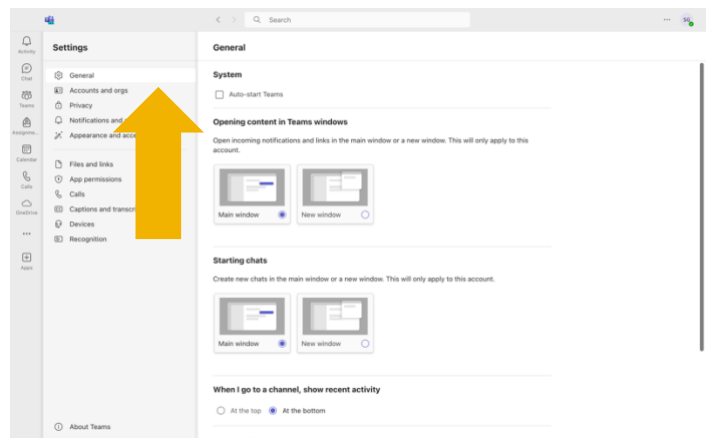 Search
SG
Activity
Chat
Teams
Assignme...
Calendar
Calls
OneDrive
Apps
Settings
General
Accounts and orgs
Privacy
Notifications and
Appearance and acce
Files and links
App permissions
Calls
Captions and transcri
Devices
Recognition
About Teams
General
System
Auto-start Teams
Opening content in Teams windows
Open incoming notifications and links in the main window or a new window. This will only apply to this
account.
Main window
New window
Starting chats
Create new chats in the main window or a new window. This will only apply to this account.
Main window
New window
When I go to a channel, show recent activity
At the top
At the bottom